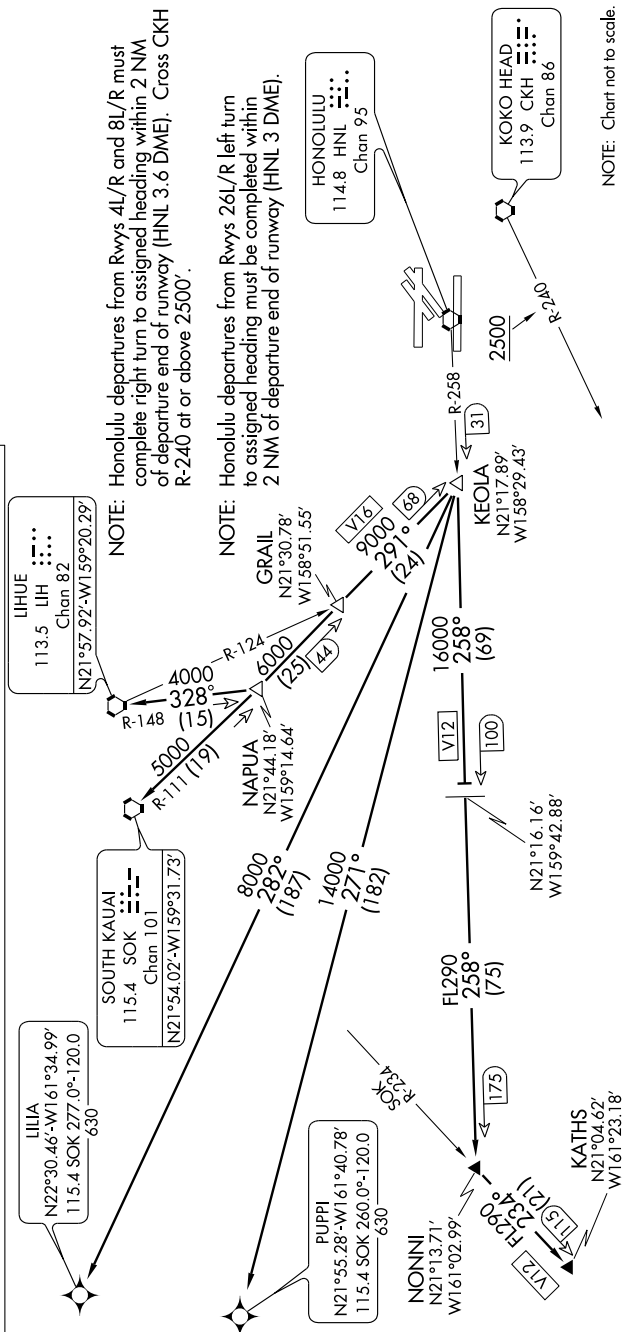 LIHUE
113.5 LIH
Chan 82
N21°57.92'-W159°20.29'
NOTE: Honolulu departures from Rwys 4L/R and 8L/R must
complete right turn to assigned heading within 2 NM
of departure end of runway (HNL 3.6 DME). Cross CKH
R-240 at or above 2500'.
NOTE: Honolulu departures from Rwys 26L/R left turn
to assigned heading must be completed within
2 NM of departure end of runway (HNL 3 DME).
LILIA
N22°30.46'-W161°34.99'
115.4 SOK 277.0°-120.0
630
SOUTH KAUAI
115.4 SOK
Chan 101
N21°54.02'-W159°31.73'
R-148
4000
328°
(15)
R-124
5000
R-111 (19)
NAPUA
N21°44.18'
W159°14.64'
6000
(25)
44
GRAIL
N21°30.78'
W158°51.55'
V16
9000
291°
(24)
68
HONOLULU
114.8 HNL
Chan 95
8000
282°
(187)
14000
271°
(182)
PUPPI
N21°55.28'-W161°40.78'
115.4 SOK 260.0°-120.0
630
R-258
31
KEOLA
N21°17.89'
W158°29.43'
16000
258°
(69)
V12
100
N21°16.16'
W159°42.88'
FL290
258°
(75)
175
SOK
R-234
NONNI
N21°13.71'
W161°02.99'
FL290
234°
(21)
115
V12
KATHS
N21°04.62'
W161°23.18'
KOKO HEAD
113.9 CKH
Chan 86
R-240
2500
NOTE: Chart not to scale.